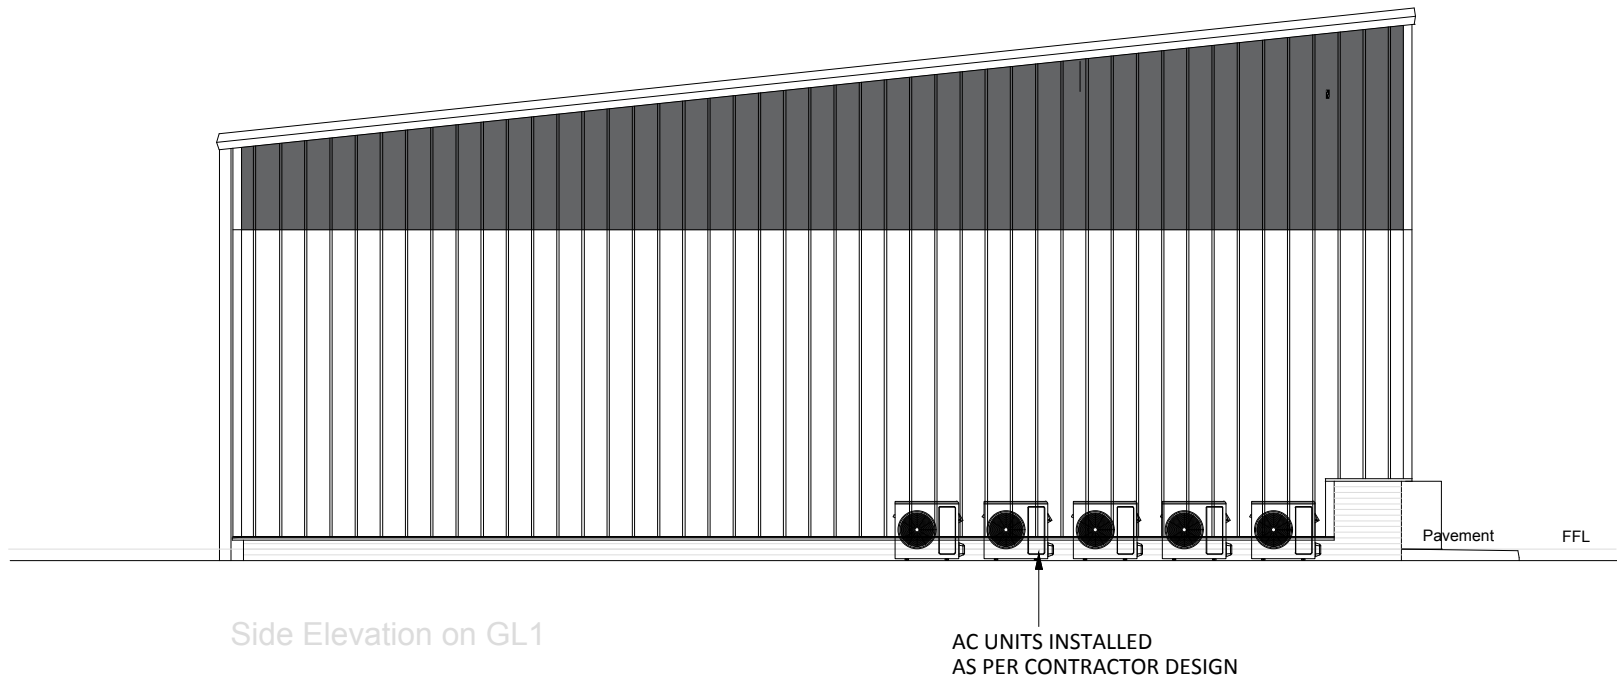 Pavement
FFL
Side Elevation on GL1
AC UNITS INSTALLED
AS PER CONTRACTOR DESIGN